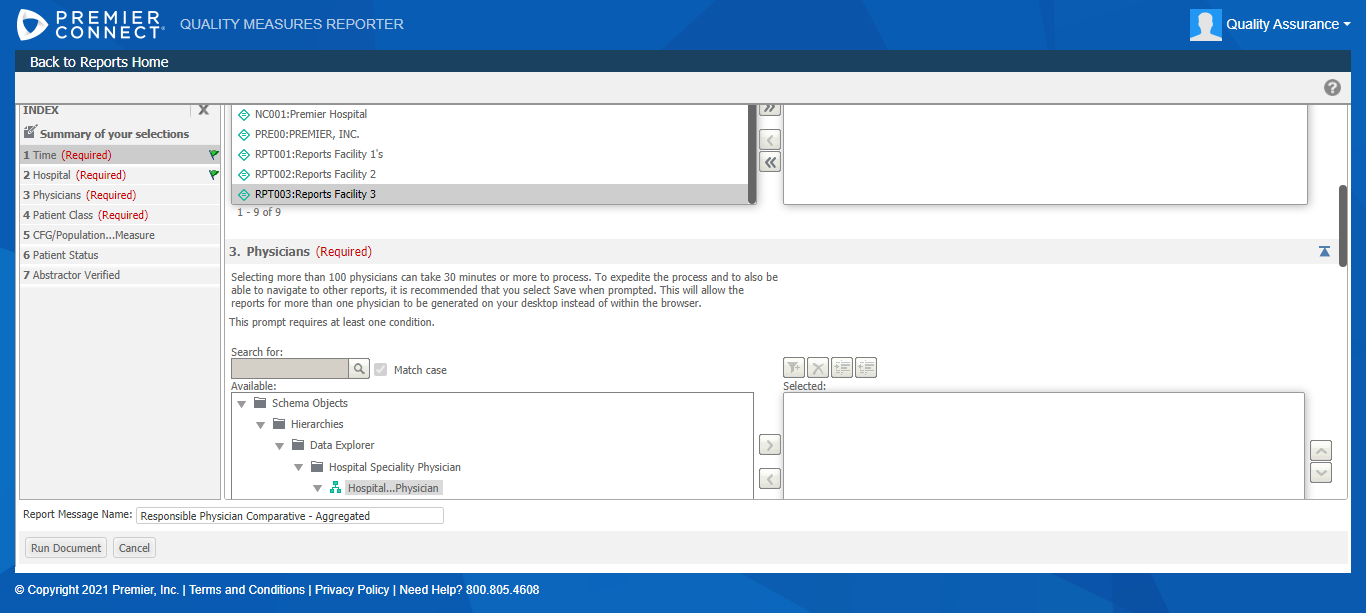 PREMIER
CONNECT®
QUALITY MEASURES REPORTER
Quality Assurance
Back to Reports Home
?
INDEX
X
Summary of your selections
1 Time (Required)
2 Hospital (Required)
3 Physicians (Required)
4 Patient Class (Required)
5 CFG/Population...Measure
6 Patient Status
7 Abstractor Verified
NC001:Premier Hospital
PRE00:PREMIER, INC.
RPT001:Reports Facility 1's
RPT002:Reports Facility 2
RPT003:Reports Facility 3
1 - 9 of 9
3. Physicians (Required)
Selecting more than 100 physicians can take 30 minutes or more to process. To expedite the process and to also be
able to navigate to other reports, it is recommended that you select Save when prompted. This will allow the
reports for more than one physician to be generated on your desktop instead of within the browser.
This prompt requires at least one condition.
Search for:
Match case
Available:
Selected:
Schema Objects
Hierarchies
Data Explorer
Hospital Speciality Physician
Hospital...Physician
Report Message Name: Responsible Physician Comparative - Aggregated
Run Document Cancel
© Copyright 2021 Premier, Inc. | Terms and Conditions | Privacy Policy | Need Help? 800.805.4608